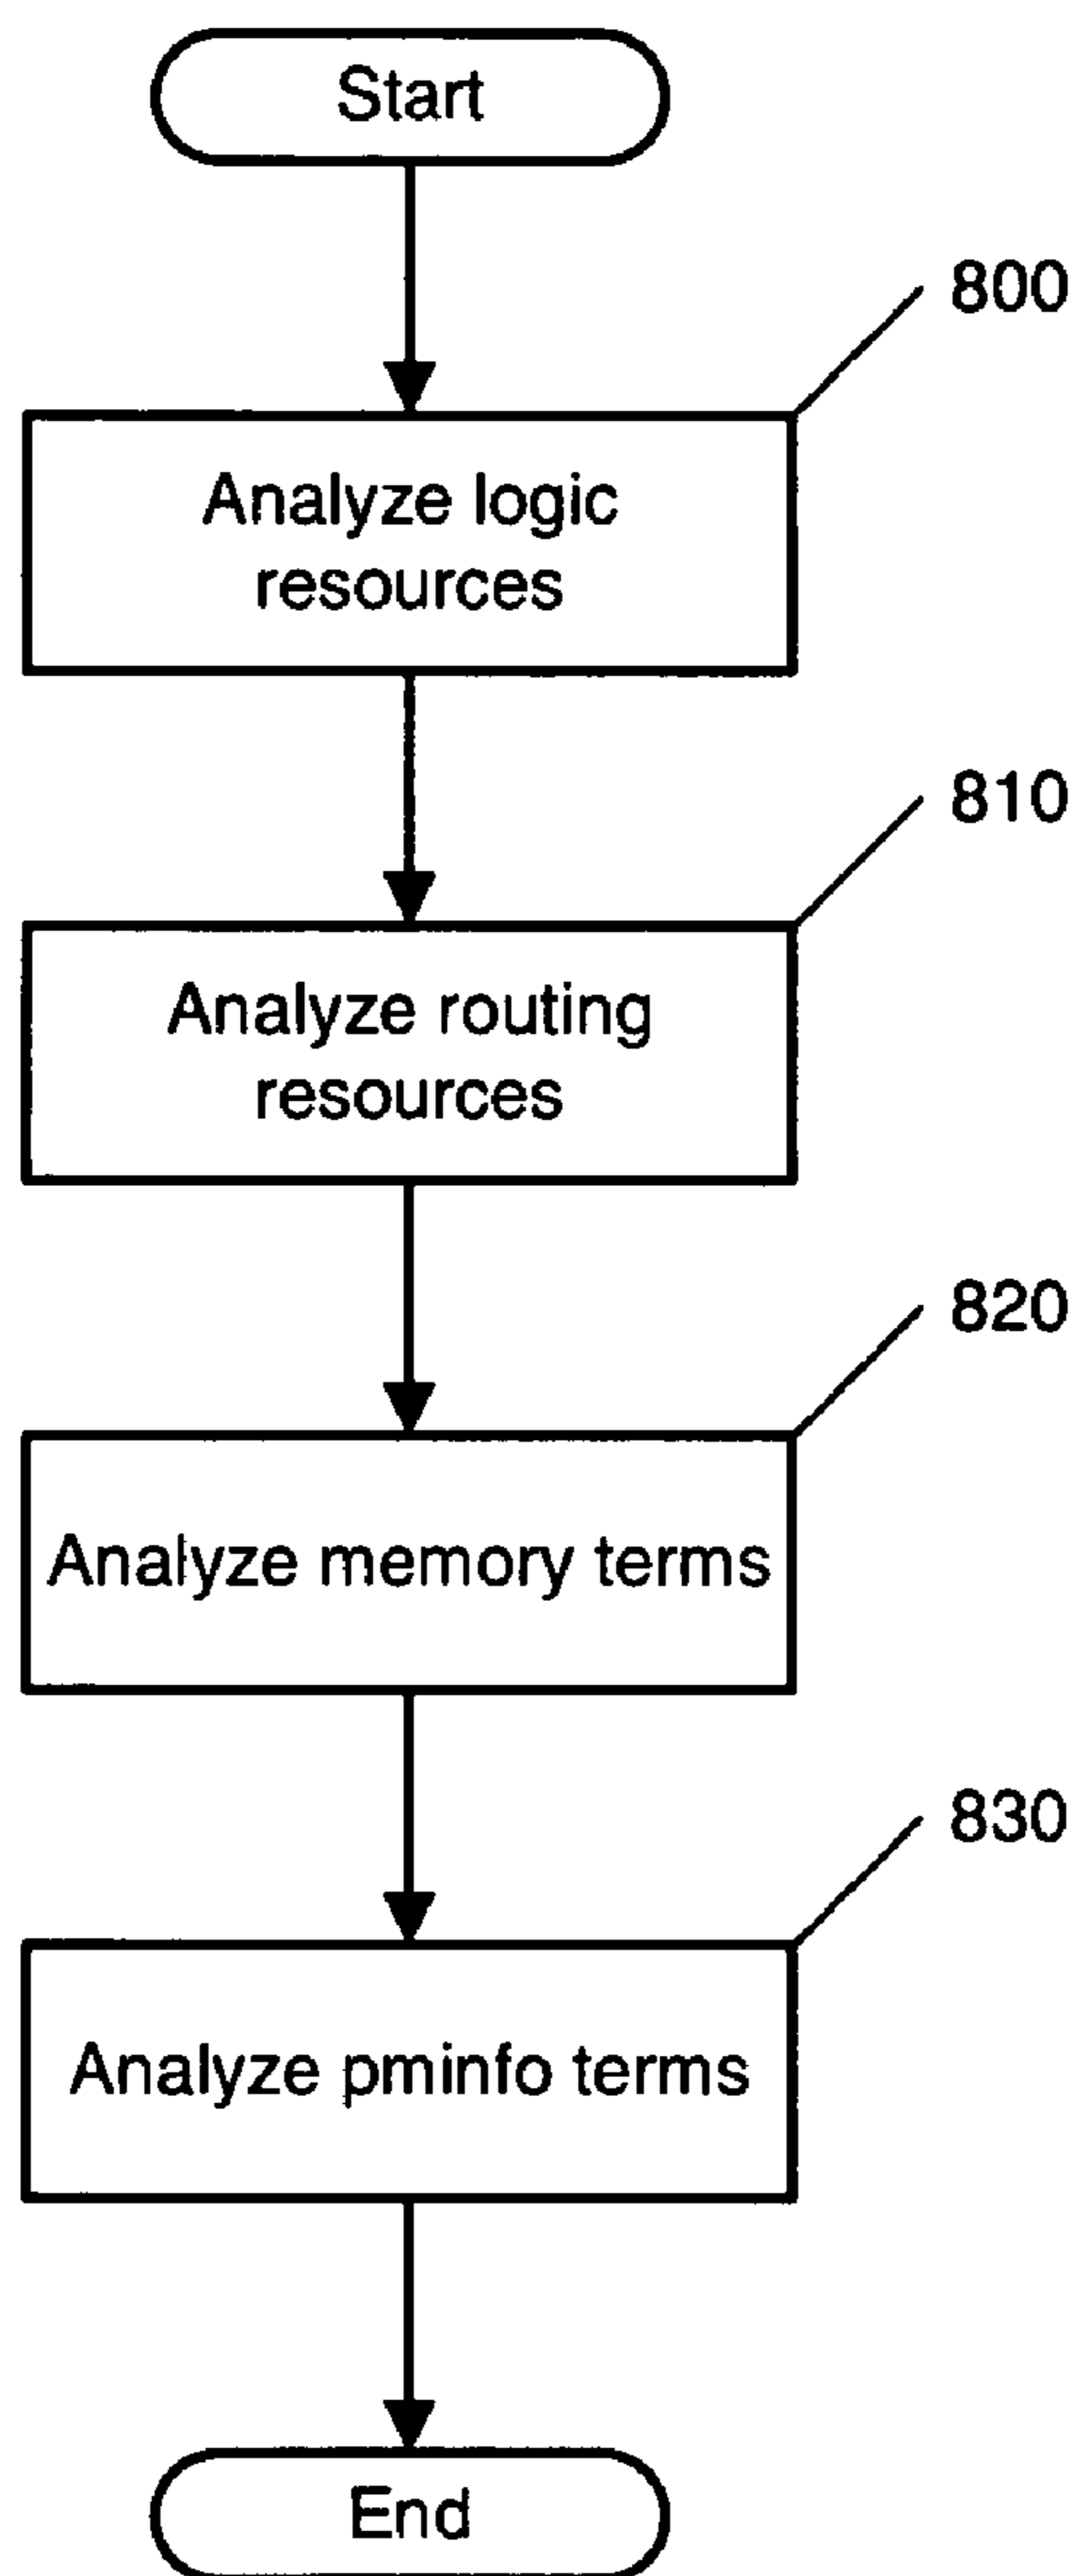 Start
800
Analyze logic
resources
810
Analyze routing
resources
820
Analyze memory terms
830
Analyze pminfo terms
End